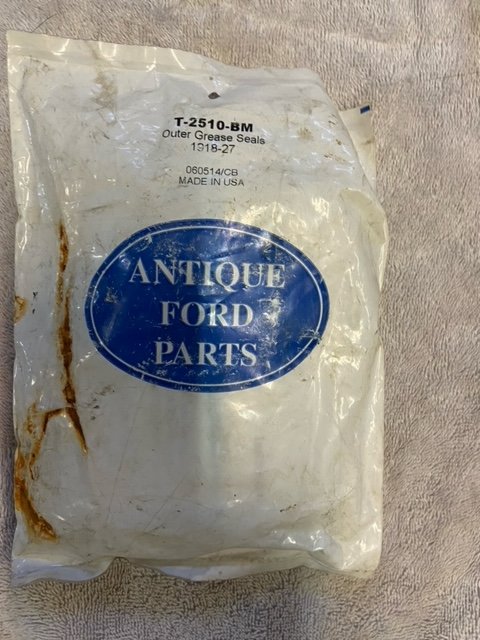 T-2510-BM
Outer Grease Seals
1918-27
060514/CB
MADE IN USA
ANTIQUE
FORD
PARTS